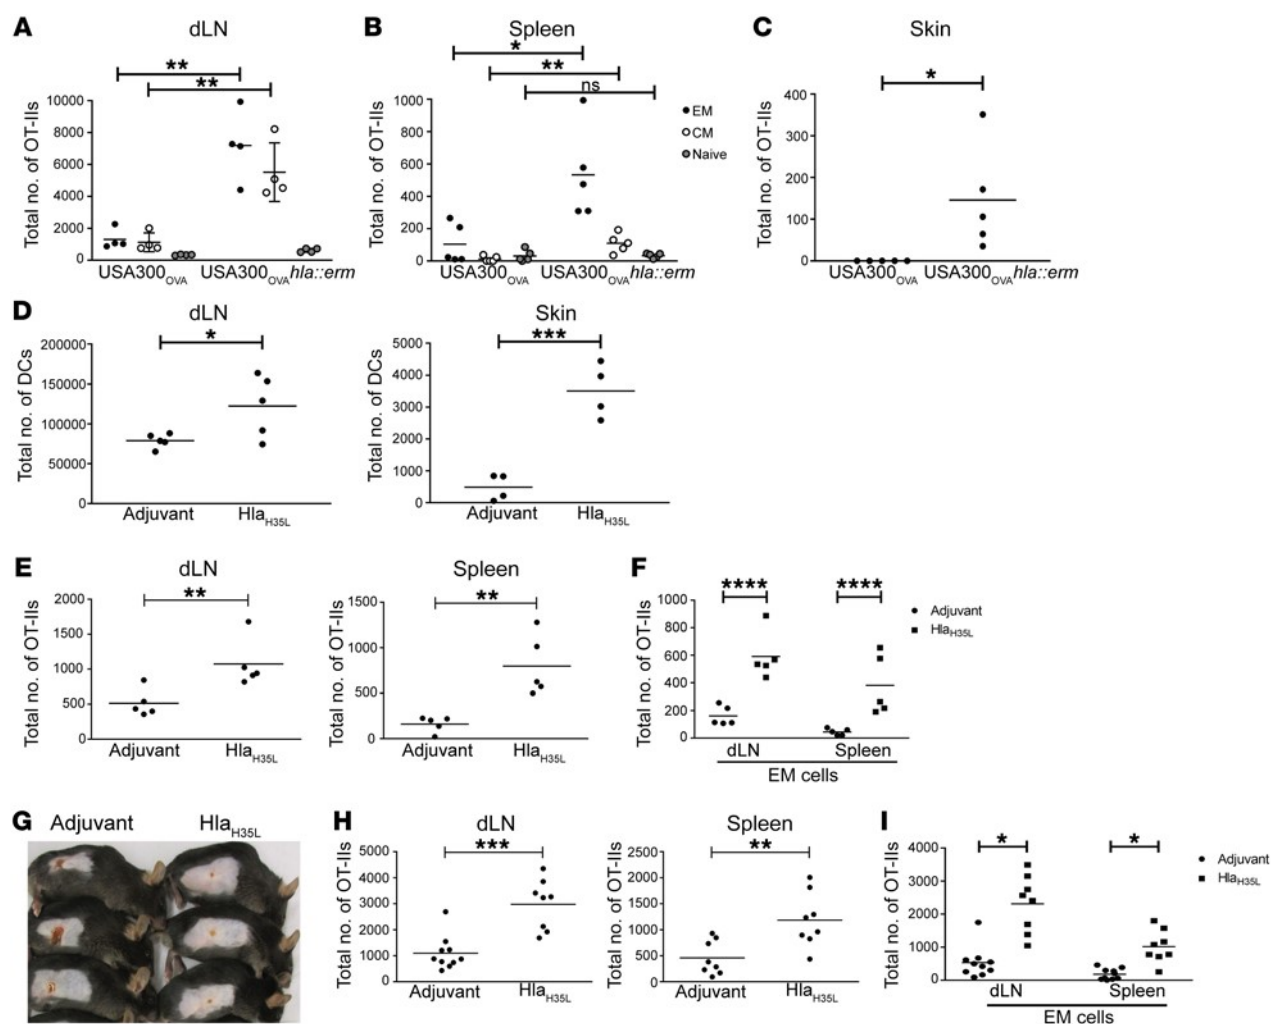 A
dLN
**
**
Total no. of OT-IIs
10000
8000
6000
4000
2000
0
USA300OVA USA300OVAhla::erm
B
Spleen
*
**
ns
Total no. of OT-IIs
1000
800
600
400
200
0
USA300OVA USA300OVAhla::erm
EM
CM
Naive
C
Skin
*
Total no. of OT-IIs
400
300
200
100
0
USA300OVA USA300OVAhla::erm
D
dLN
*
Total no. of DCs
200000
150000
100000
50000
0
Adjuvant HlaH35L
Skin
***
Total no. of DCs
5000
4000
3000
2000
1000
0
Adjuvant HlaH35L
E
dLN
**
Total no. of OT-IIs
2000
1500
1000
500
0
Adjuvant HlaH35L
Spleen
**
Total no. of OT-IIs
1500
1000
500
0
Adjuvant HlaH35L
F
**** ****
Total no. of OT-IIs
1000
800
600
400
200
0
dLN Spleen
EM cells
Adjuvant
HlaH35L
G
Adjuvant HlaH35L
H
dLN
***
Total no. of OT-IIs
5000
4000
3000
2000
1000
0
Adjuvant HlaH35L
Spleen
**
Total no. of OT-IIs
2500
2000
1500
1000
500
0
Adjuvant HlaH35L
I
* *
Total no. of OT-IIs
4000
3000
2000
1000
0
dLN Spleen
EM cells
Adjuvant
HlaH35L